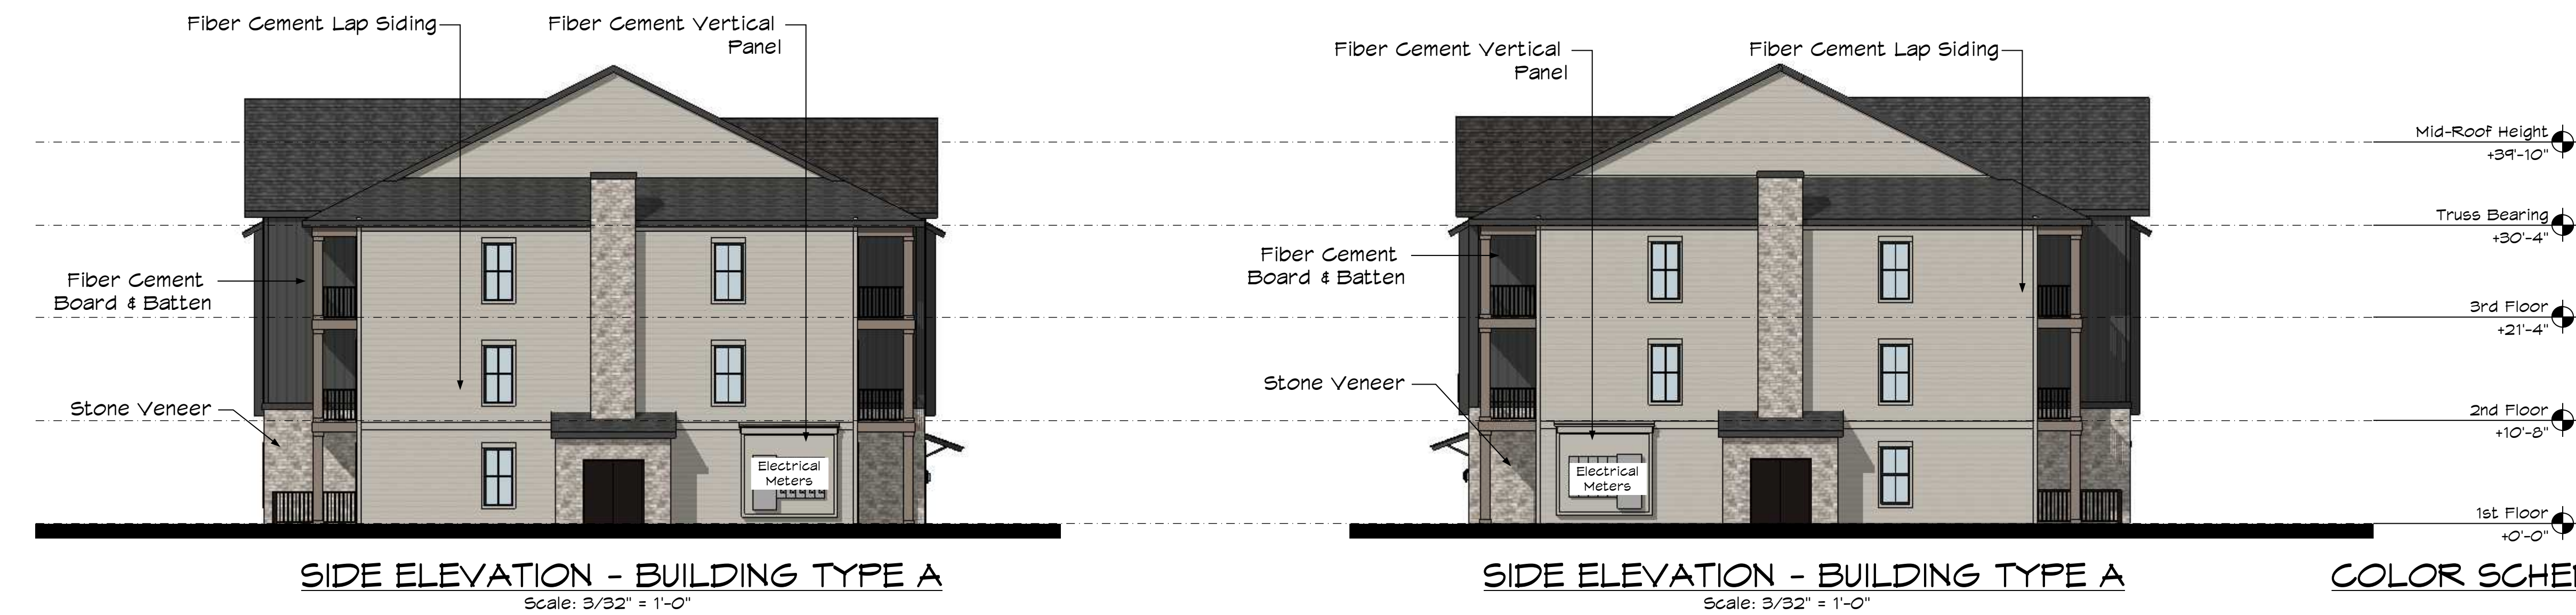 Fiber Cement Lap Siding
Fiber Cement Vertical
Panel
Fiber Cement
Board & Batten
Stone Veneer
Electrical
Meters
SIDE ELEVATION - BUILDING TYPE A
Scale: 3/32" = 1'-0"
Fiber Cement Vertical
Panel
Fiber Cement Lap Siding
Fiber Cement
Board & Batten
Stone Veneer
Electrical
Meters
SIDE ELEVATION - BUILDING TYPE A
Scale: 3/32" = 1'-0"
Mid-Roof Height
+39'-10"
Truss Bearing
+30'-4"
3rd Floor
+21'-4"
2nd Floor
+10'-8"
1st Floor
+0'-0"
COLOR SCHE